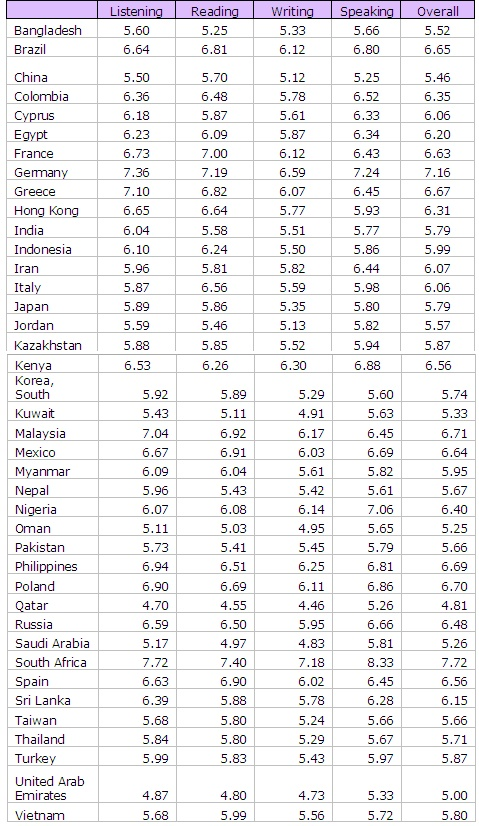 Listening Reading Writing Speaking Overall
Bangladesh 5.60 5.25 5.33 5.66 5.52
Brazil 6.64 6.81 6.12 6.80 6.65
China 5.50 5.70 5.12 5.25 5.46
Colombia 6.36 6.48 5.78 6.52 6.35
Cyprus 6.18 5.87 5.61 6.33 6.06
Egypt 6.23 6.09 5.87 6.34 6.20
France 6.73 7.00 6.12 6.43 6.63
Germany 7.36 7.19 6.59 7.24 7.16
Greece 7.10 6.82 6.07 6.45 6.67
Hong Kong 6.65 6.64 5.77 5.93 6.31
India 6.04 5.58 5.51 5.77 5.79
Indonesia 6.10 6.24 5.50 5.86 5.99
Iran 5.96 5.81 5.82 6.44 6.07
Italy 5.87 6.56 5.59 5.98 6.06
Japan 5.89 5.86 5.35 5.80 5.79
Jordan 5.59 5.46 5.13 5.82 5.57
Kazakhstan 5.88 5.85 5.52 5.94 5.87
Kenya 6.53 6.26 6.30 6.88 6.56
Korea,
South 5.92 5.89 5.29 5.60 5.74
Kuwait 5.43 5.11 4.91 5.63 5.33
Malaysia 7.04 6.92 6.17 6.45 6.71
Mexico 6.67 6.91 6.03 6.69 6.64
Myanmar 6.09 6.04 5.61 5.82 5.95
Nepal 5.96 5.43 5.42 5.61 5.67
Nigeria 6.07 6.08 6.14 7.06 6.40
Oman 5.11 5.03 4.95 5.65 5.25
Pakistan 5.73 5.41 5.45 5.79 5.66
Philippines 6.94 6.51 6.25 6.81 6.69
Poland 6.90 6.69 6.11 6.86 6.70
Qatar 4.70 4.55 4.46 5.26 4.81
Russia 6.59 6.50 5.95 6.66 6.48
Saudi Arabia 5.17 4.97 4.83 5.81 5.26
South Africa 7.72 7.40 7.18 8.33 7.72
Spain 6.63 6.90 6.02 6.45 6.56
Sri Lanka 6.39 5.88 5.78 6.28 6.15
Taiwan 5.68 5.80 5.24 5.66 5.66
Thailand 5.84 5.80 5.29 5.67 5.71
Turkey 5.99 5.83 5.43 5.97 5.87
United Arab
Emirates 4.87 4.80 4.73 5.33 5.00
Vietnam 5.68 5.99 5.56 5.72 5.80